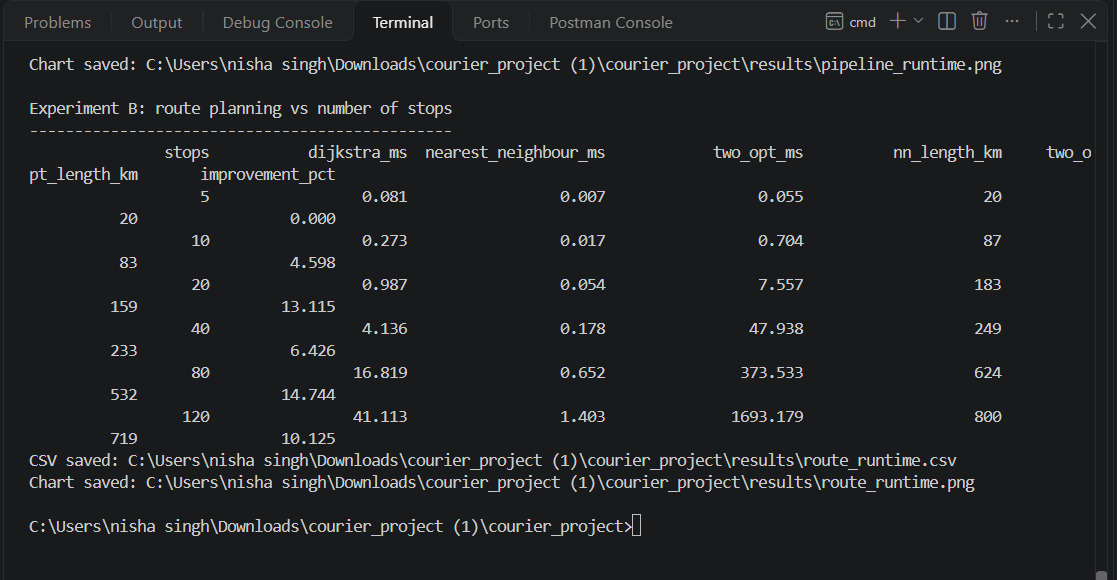 Problems Output Debug Console Terminal Ports Postman Console cmd
Chart saved: C:\Users\nisha singh\Downloads\courier_project (1)\courier_project\results\pipeline_runtime.png
Experiment B: route planning vs number of stops
-----------------------------------------------
stops dijkstra_ms nearest_neighbour_ms two_opt_ms nn_length_km two_o
pt_length_km improvement_pct
5 0.081 0.007 0.055 20
20 0.000
10 0.273 0.017 0.704 87
83 4.598
20 0.987 0.054 7.557 183
159 13.115
40 4.136 0.178 47.938 249
233 6.426
80 16.819 0.652 373.533 624
532 14.744
120 41.113 1.403 1693.179 800
719 10.125
CSV saved: C:\Users\nisha singh\Downloads\courier_project (1)\courier_project\results\route_runtime.csv
Chart saved: C:\Users\nisha singh\Downloads\courier_project (1)\courier_project\results\route_runtime.png
C:\Users\nisha singh\Downloads\courier_project (1)\courier_project>